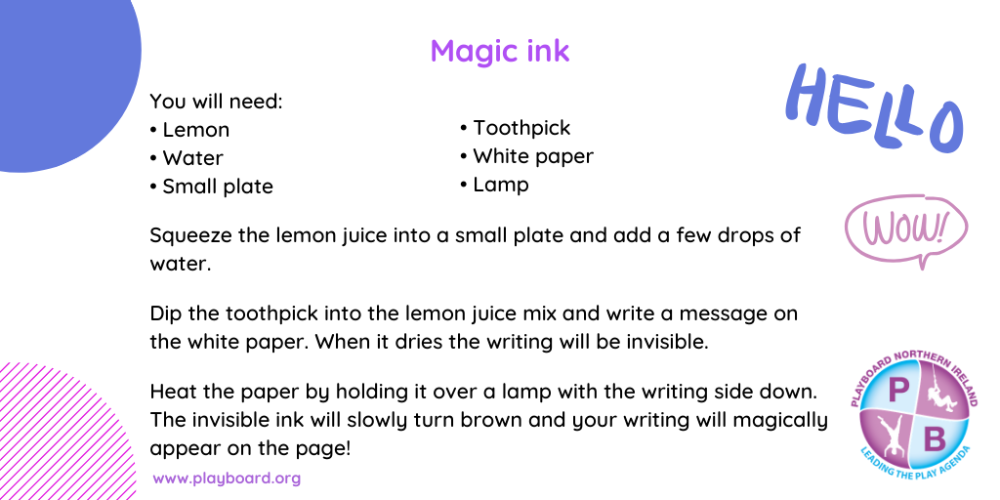 Magic ink
You will need:
• Lemon
• Water
• Small plate
• Toothpick
• White paper
• Lamp
Squeeze the lemon juice into a small plate and add a few drops of
water.
Dip the toothpick into the lemon juice mix and write a message on
the white paper. When it dries the writing will be invisible.
Heat the paper by holding it over a lamp with the writing side down.
The invisible ink will slowly turn brown and your writing will magically
appear on the page!
www.playboard.org
HELLO
WOW!
PLAYBOARD NORTHERN IRELAND
P
B
LEADING THE PLAY AGENDA